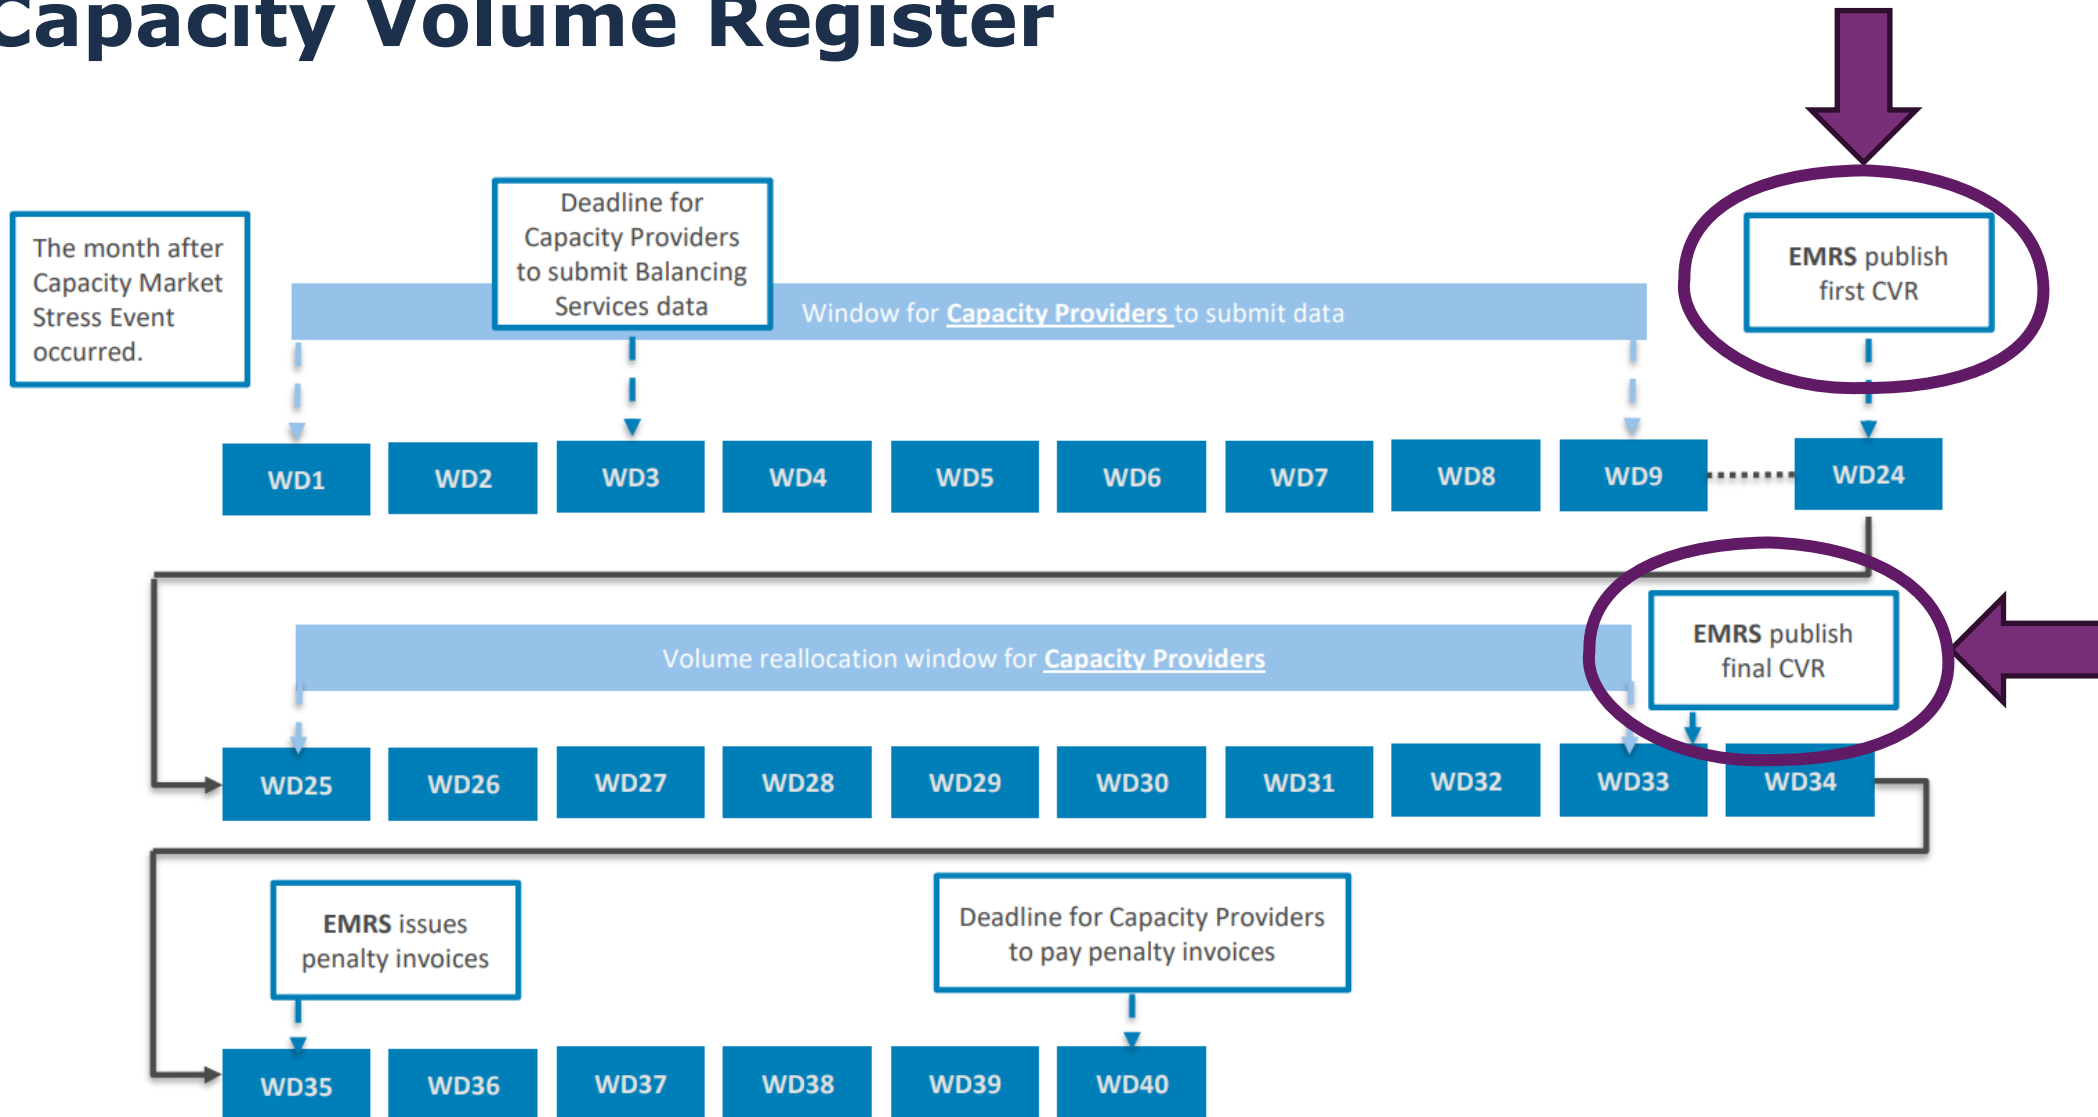 Capacity Volume Register
The month after
Capacity Market
Stress Event
occurred.
Deadline for
Capacity Providers
to submit Balancing
Services data
Window for Capacity Providers to submit data
EMRS publish
first CVR
WD1
WD2
WD3
WD4
WD5
WD6
WD7
WD8
WD9
WD24
Volume reallocation window for Capacity Providers
EMRS publish
final CVR
WD25
WD26
WD27
WD28
WD29
WD30
WD31
WD32
WD33
WD34
EMRS issues
penalty invoices
Deadline for Capacity Providers
to pay penalty invoices
WD35
WD36
WD37
WD38
WD39
WD40